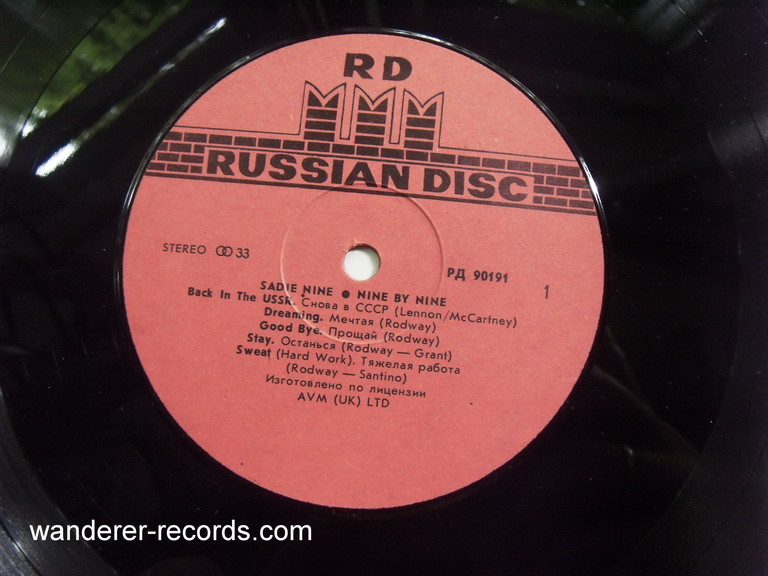 RD
RUSSIAN DISC
STEREO 33
РД 90191
1
SADIE NINE ● NINE BY NINE
Back In The USSR. Снова в СССР (Lennon/McCartney)
Dreaming. Мечтая (Rodway)
Good Bye. Прощай (Rodway)
Stay. Останься (Rodway — Grant)
Sweat (Hard Work). Тяжелая работа
(Rodway — Santino)
Изготовлено по лицензии
AVM (UK) LTD
wanderer-records.com